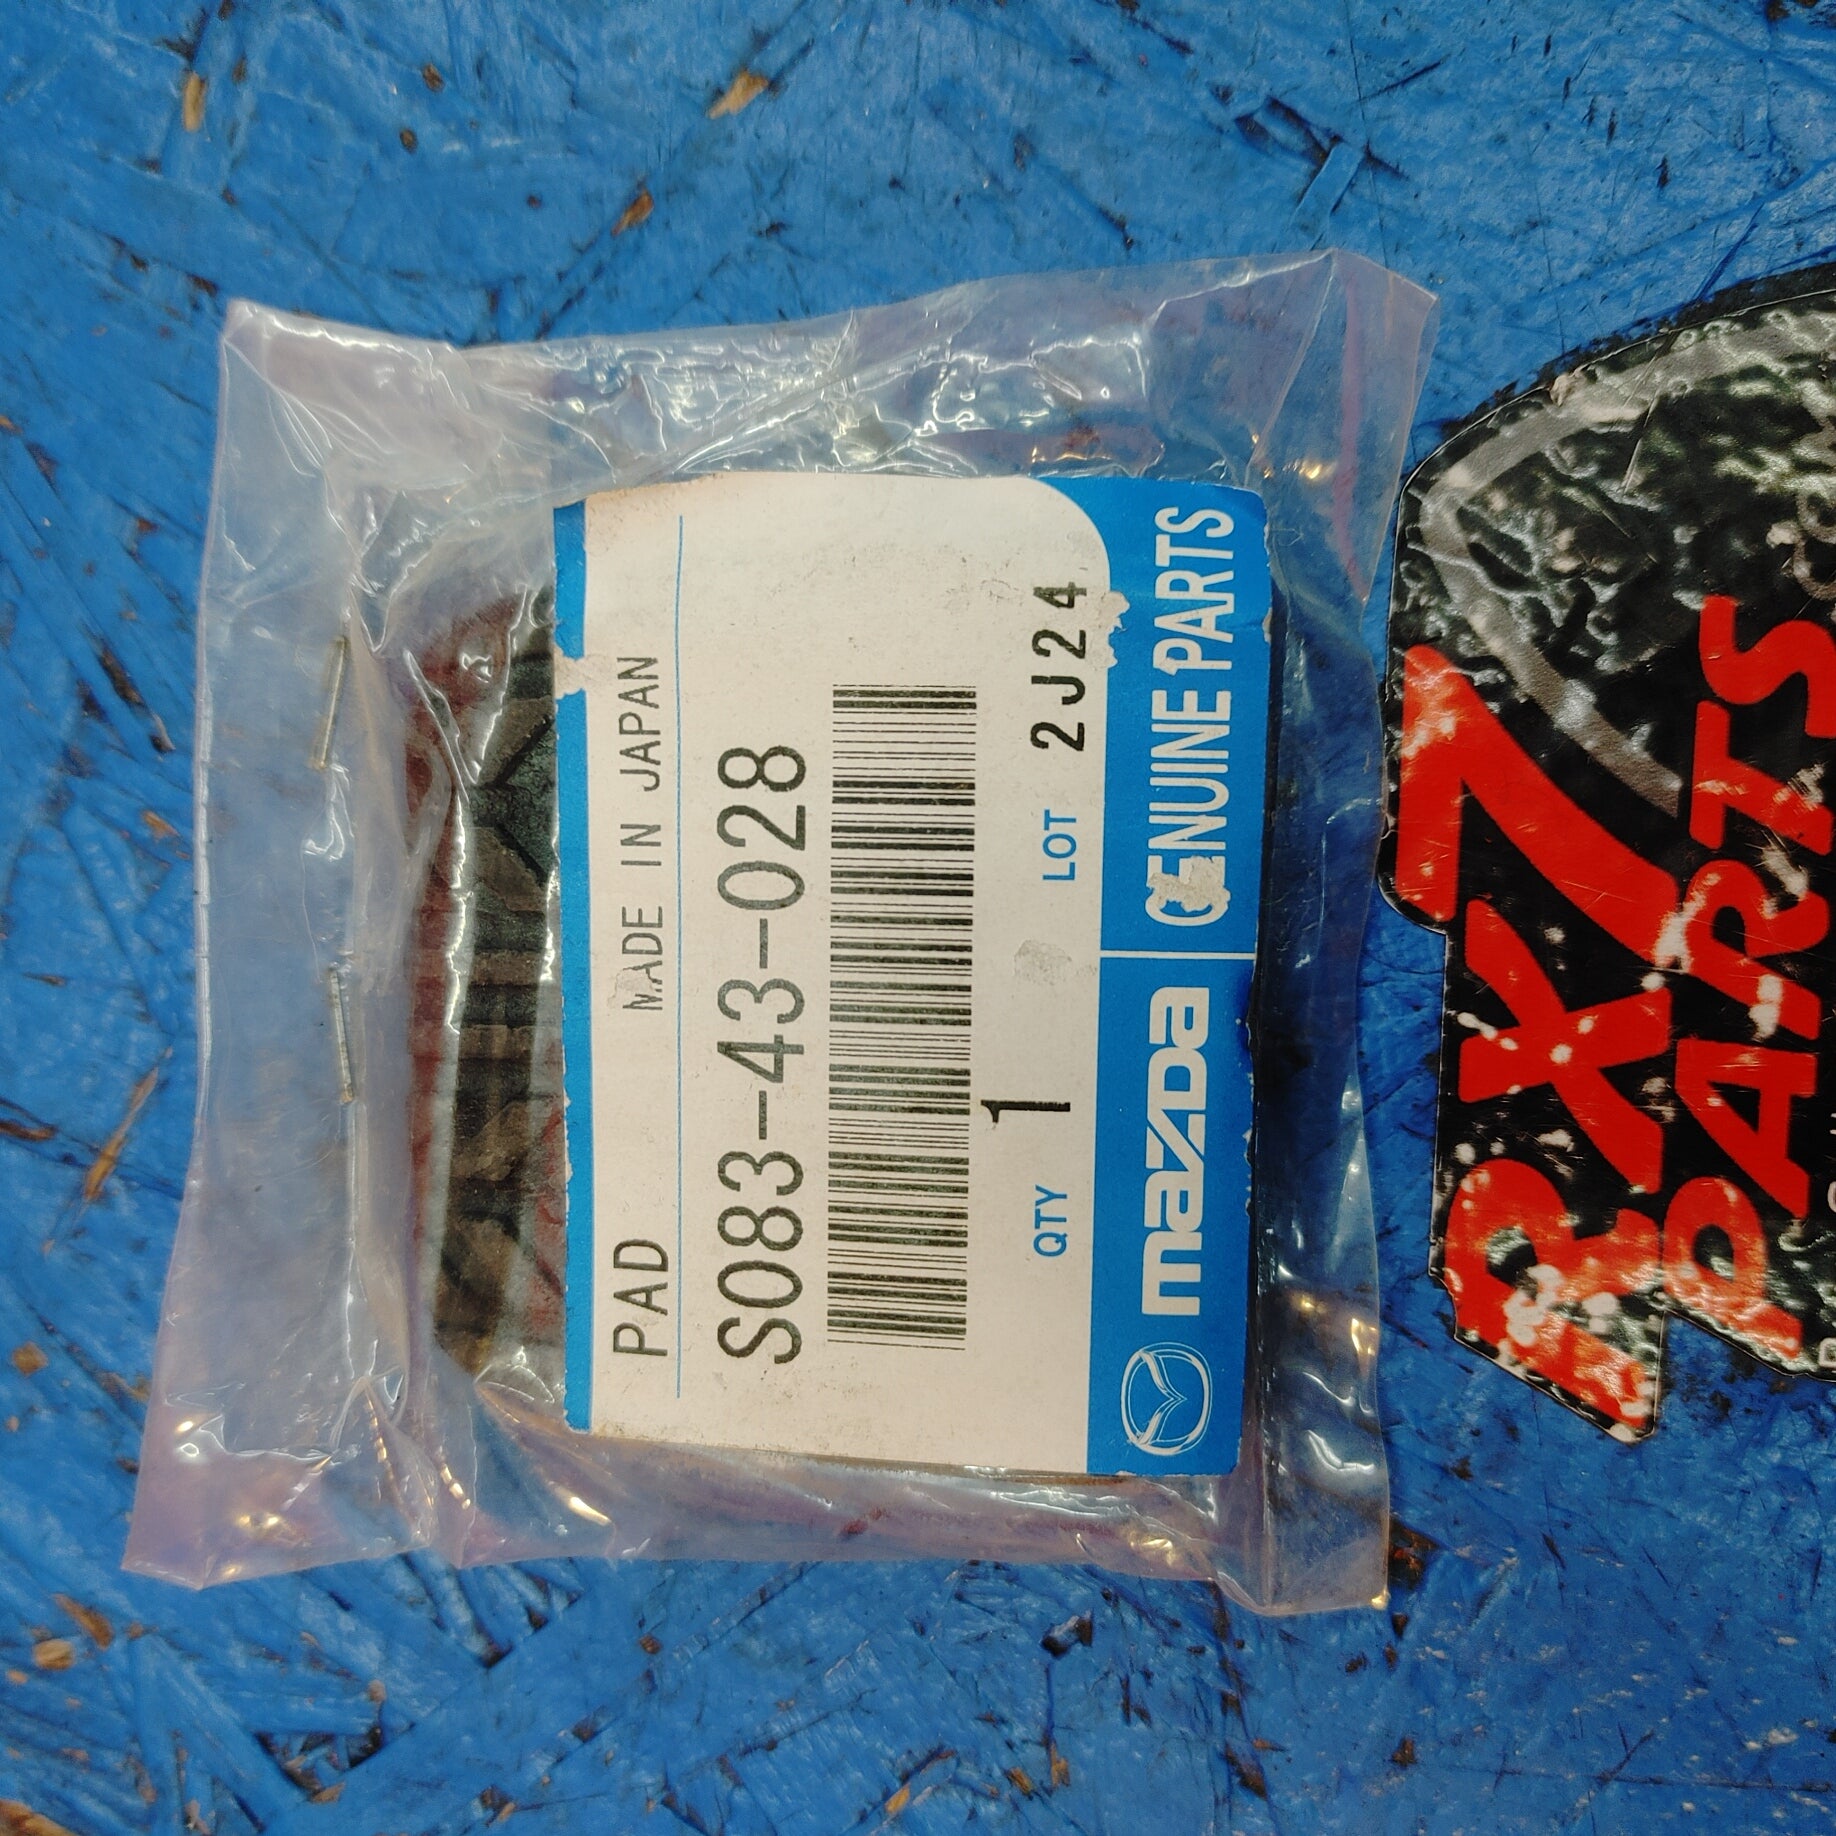 PAD MADE IN JAPAN
S083-43-028
QTY 1 LOT 2J24
mazda GENUINE PARTS
RX7
PARTS